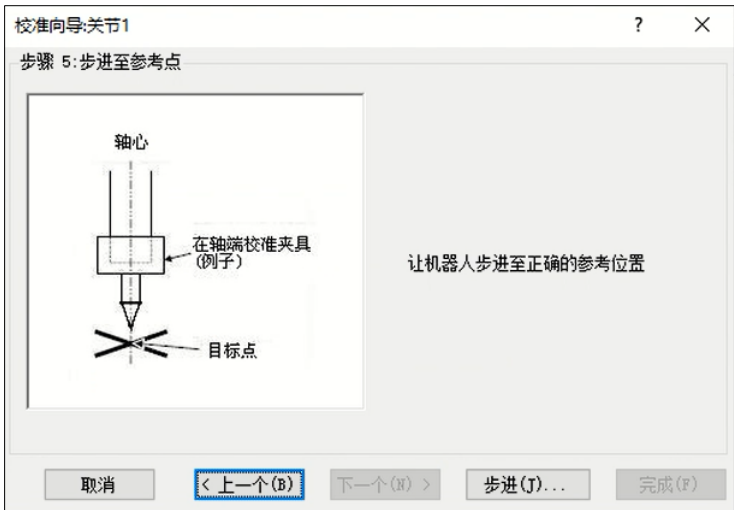 校准向导:关节1
?
步骤 5:步进至参考点
轴心
在轴端校准夹具
(例子)
目标点
让机器人步进至正确的参考位置
取消
< 上一个(B)
下一个(N) >
步进(J)...
完成(F)